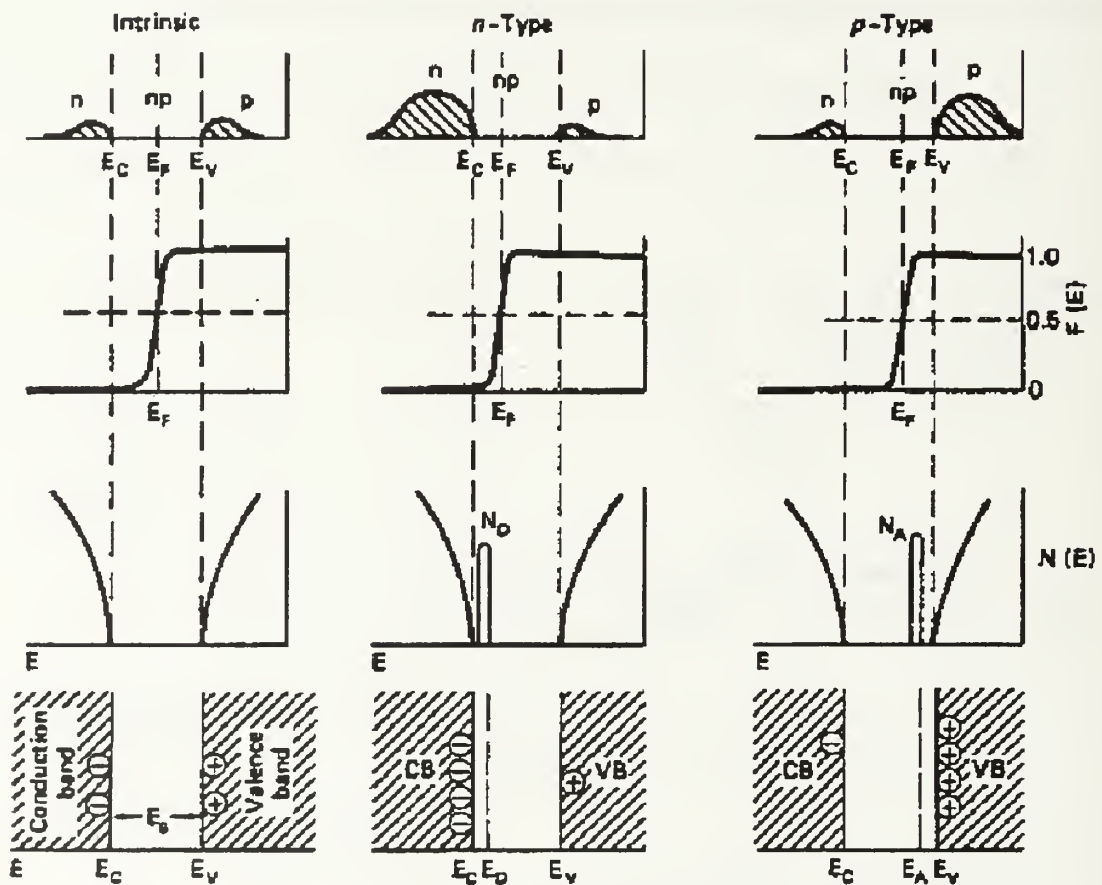 Intrinsic n-Type p-Type
n np p n np p n np p
E_C E_F E_V E_C E_F E_V E_C E_F E_V
1.0
0.5
0
F (E)
E_F E_F E_F
N_D N_A N (E)
E E
Conduction band E_g Valence band CB VB CB VB
E E_C E_V E_C E_D E_V E_C E_A E_V